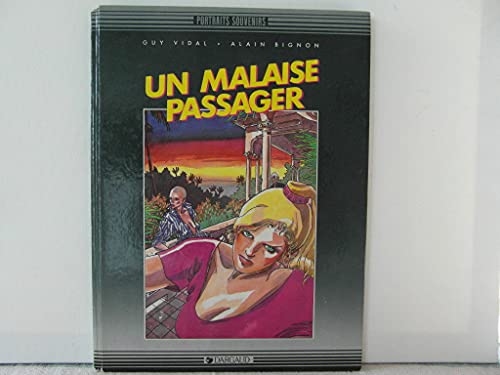 PORTRAITS SOUVENIRS
GUY VIDAL • ALAIN BIGNON
UN MALAISE
PASSAGER
DARGAUD